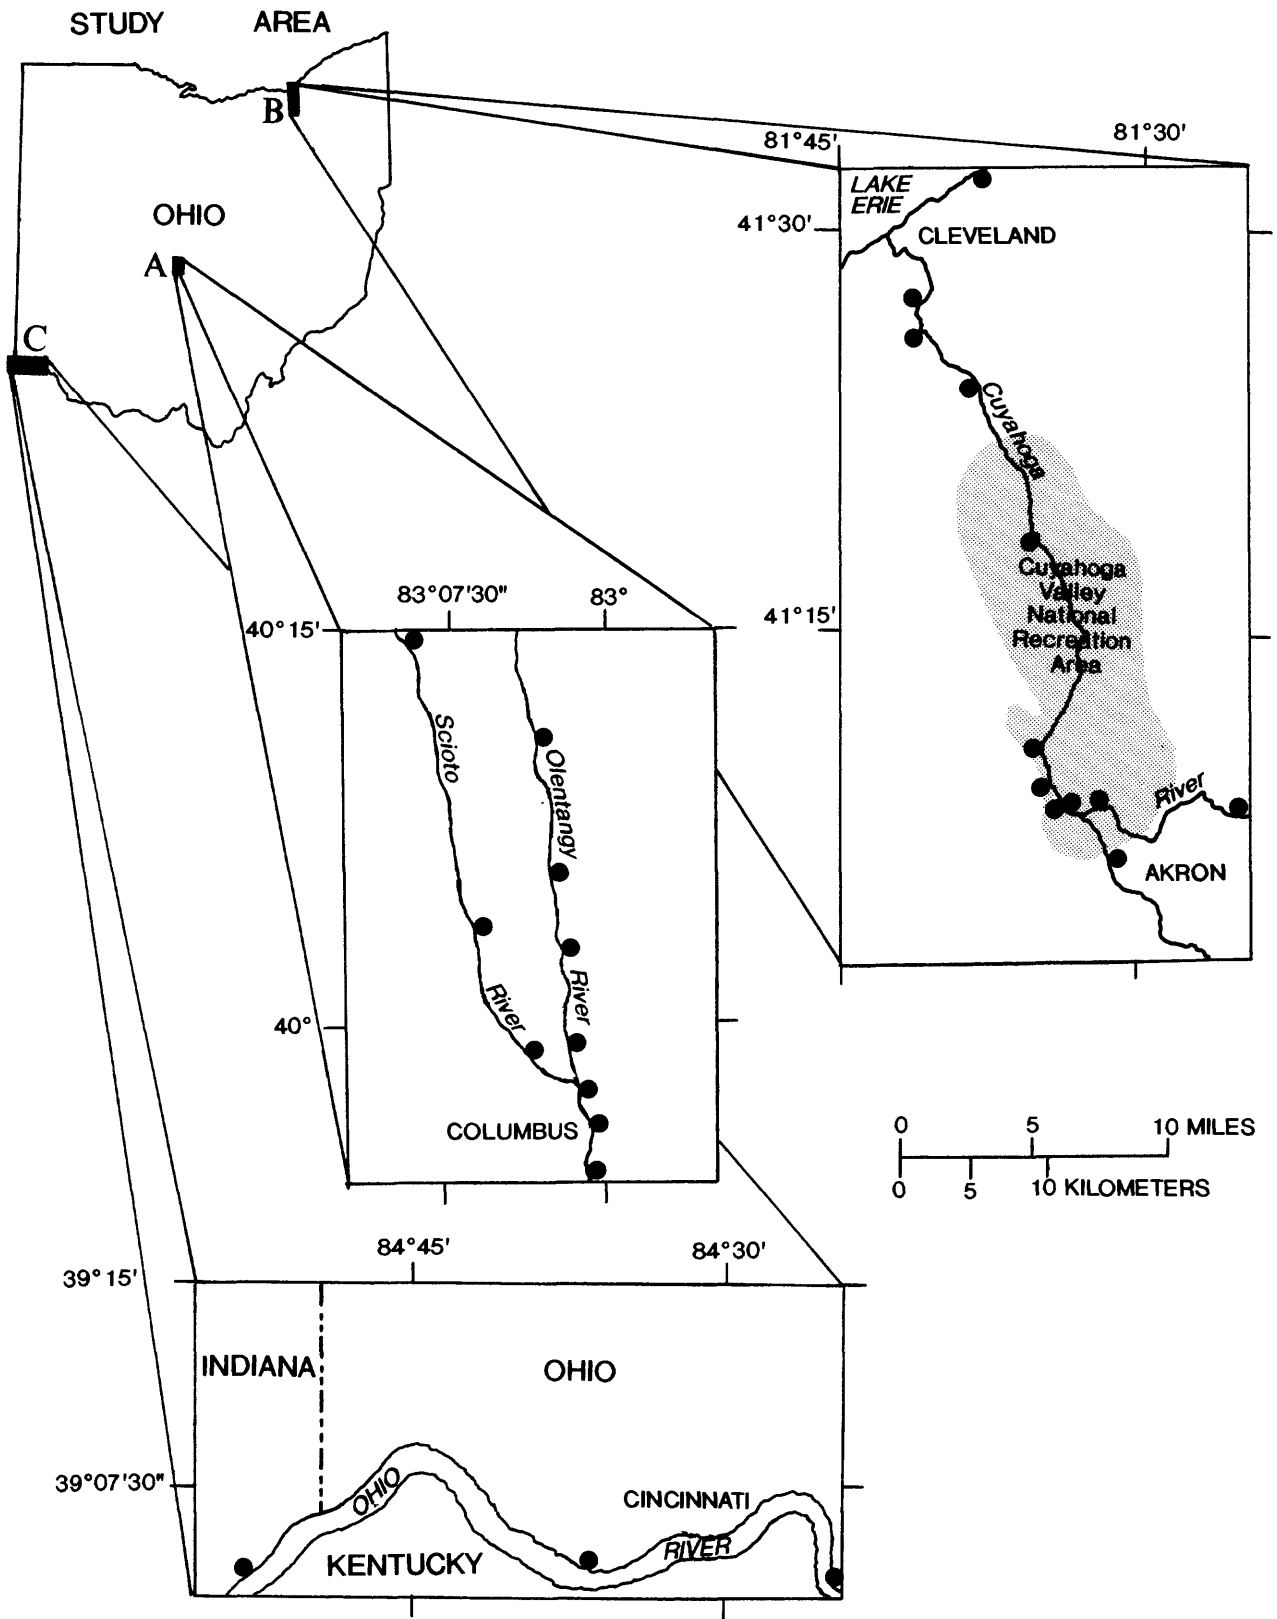 STUDY AREA
B
81°45'
81°30'
LAKE
ERIE
41°30'
CLEVELAND
OHIO
A
C
Cuyahoga
Cuyahoga
Valley
National
Recreation
Area
41°15'
River
AKRON
83°07'30"
83°
40°15'
Scioto
Olentangy
River
River
40°
COLUMBUS
0 5 10 MILES
0 5 10 KILOMETERS
84°45'
84°30'
39°15'
INDIANA
OHIO
39°07'30"
OHIO
CINCINNATI
RIVER
KENTUCKY